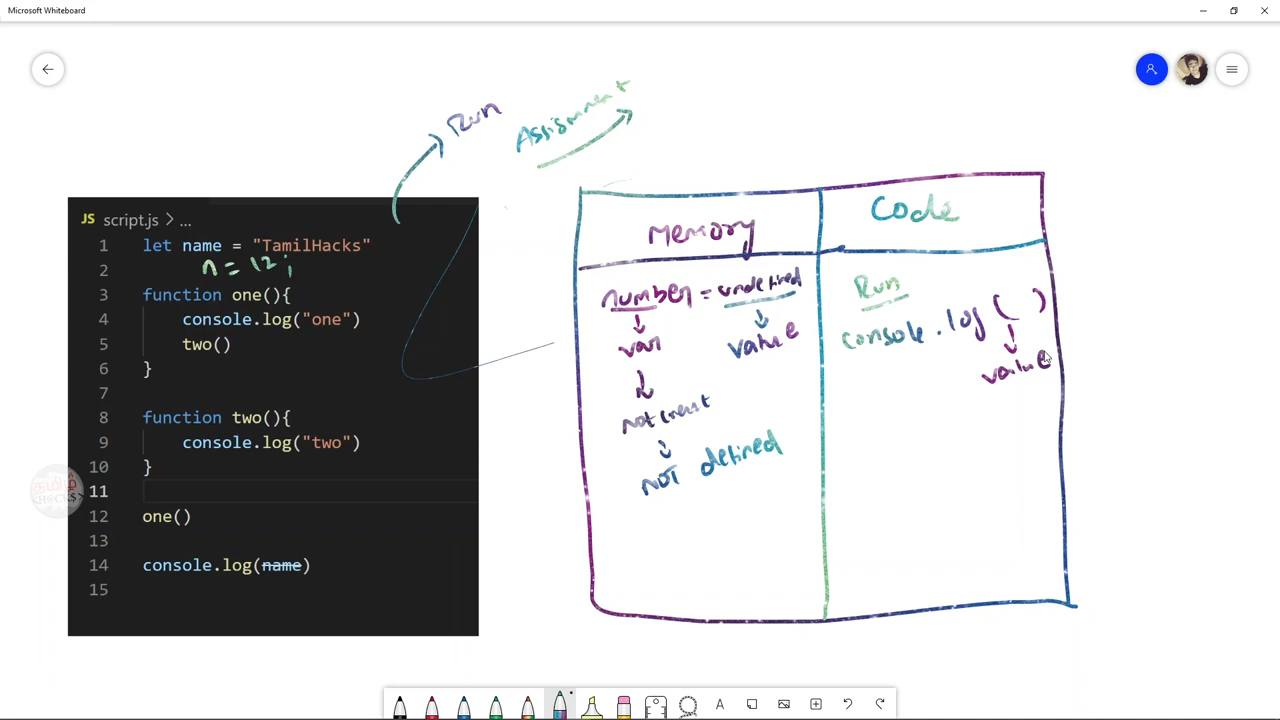 Microsoft Whiteboard
Run
Assignment
JS script.js > ...
1 let name = "TamilHacks"
2 n = 12;
3 function one(){
4 console.log("one")
5 two()
6 }
7
8 function two(){
9 console.log("two")
10 }
11
12 one()
13
14 console.log(name)
15
Memory
Code
number = undefined
var
value
not
not defined
Run
console.log( )
value
தமிழ்
HACKS
A